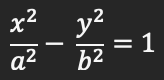 x²/a² − y²/b² = 1